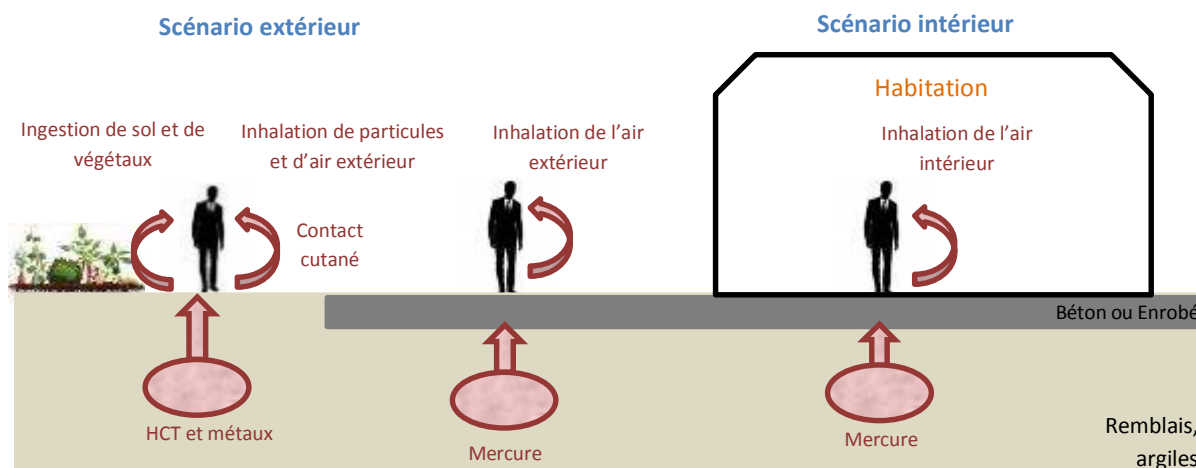 Scénario extérieur
Scénario intérieur
Habitation
Ingestion de sol et de
végétaux
Inhalation de particules
et d'air extérieur
Inhalation de l'air
extérieur
Inhalation de l'air
intérieur
Contact
cutané
Béton ou Enrobé
HCT et métaux
Mercure
Mercure
Remblais,
argiles